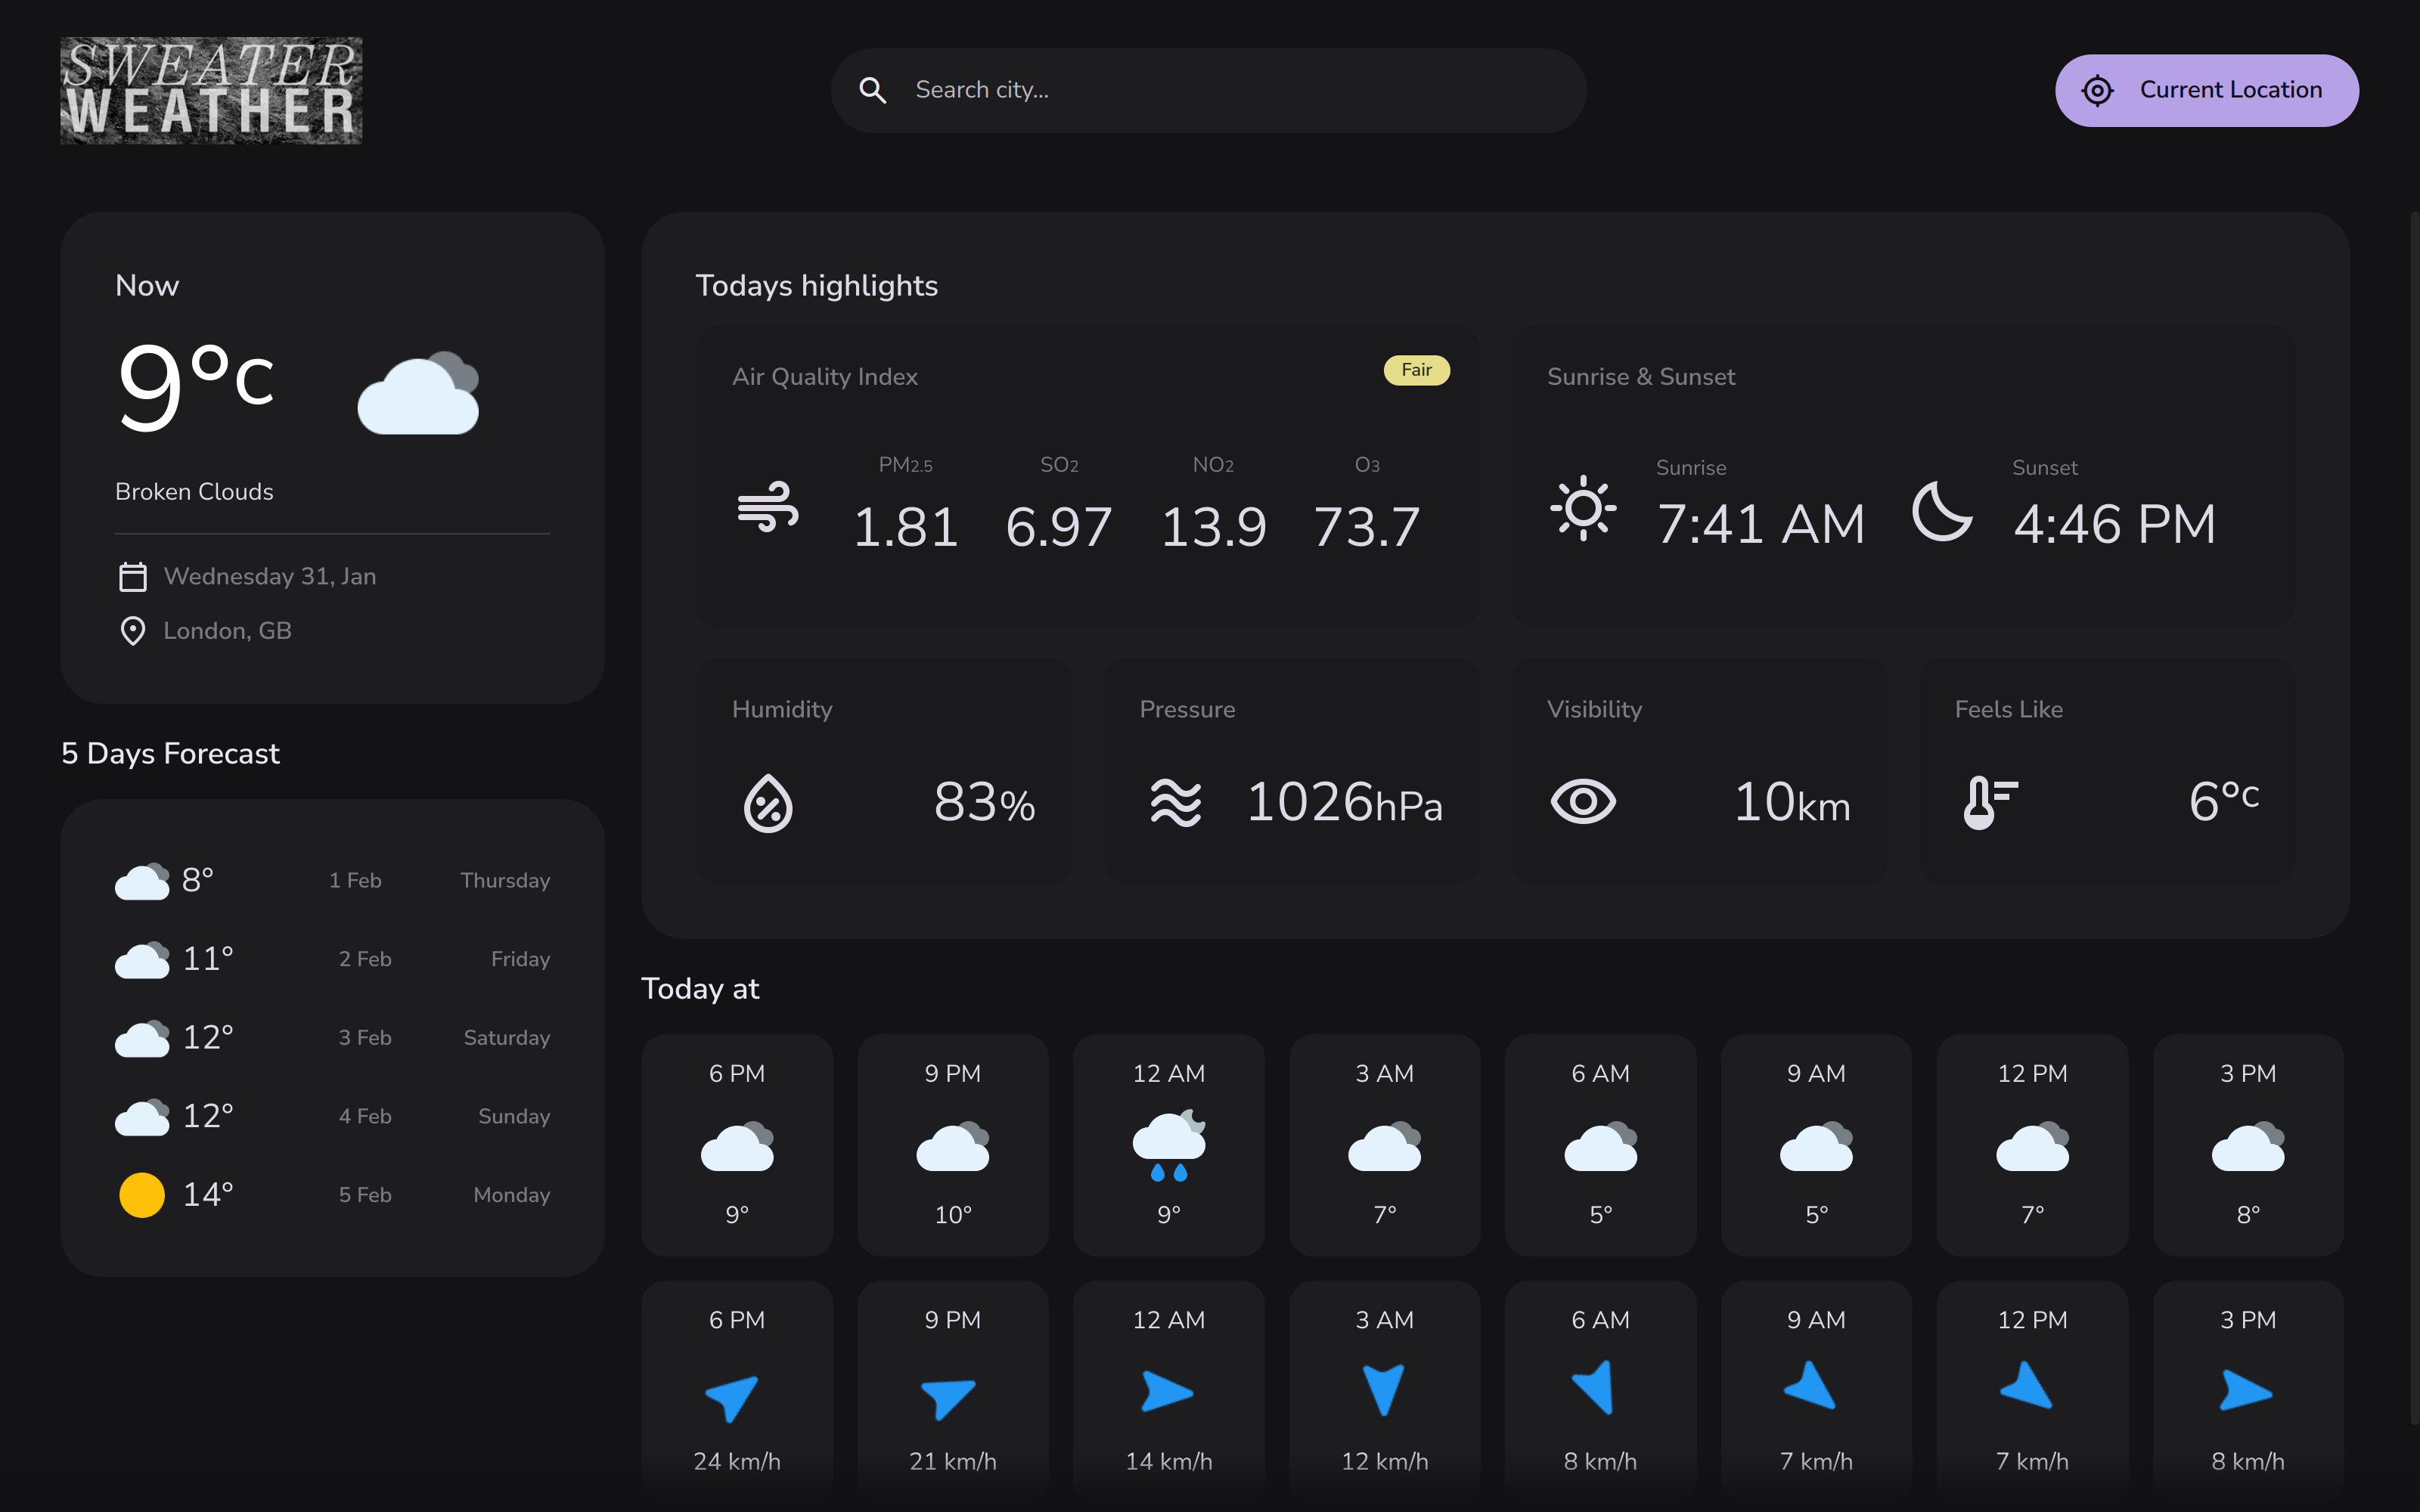 SWEATER
WEATHER
Search city...
Current Location
Now
9°c
Broken Clouds
Wednesday 31, Jan
London, GB
5 Days Forecast
8° 1 Feb Thursday
11° 2 Feb Friday
12° 3 Feb Saturday
12° 4 Feb Sunday
14° 5 Feb Monday
Todays highlights
Air Quality Index Fair
PM2.5 SO2 NO2 O3
1.81 6.97 13.9 73.7
Sunrise & Sunset
Sunrise Sunset
7:41 AM 4:46 PM
Humidity
83%
Pressure
1026hPa
Visibility
10km
Feels Like
6°c
Today at
6 PM 9 PM 12 AM 3 AM 6 AM 9 AM 12 PM 3 PM
9° 10° 9° 7° 5° 5° 7° 8°
6 PM 9 PM 12 AM 3 AM 6 AM 9 AM 12 PM 3 PM
24 km/h 21 km/h 14 km/h 12 km/h 8 km/h 7 km/h 7 km/h 8 km/h